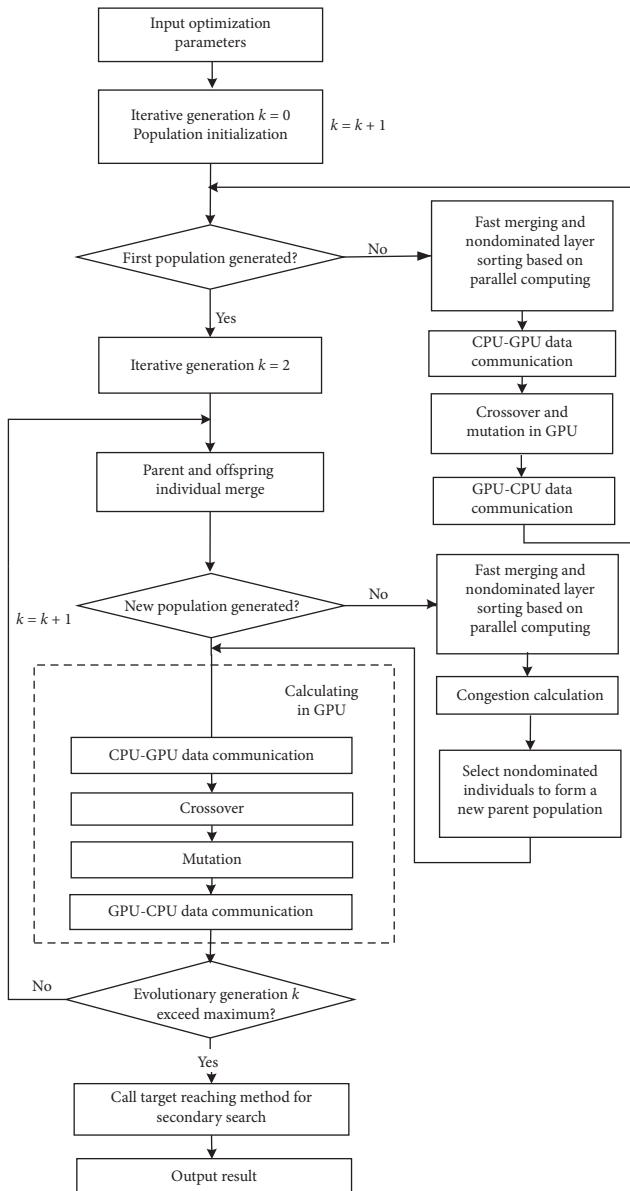 Input optimization
parameters
Iterative generation k = 0
Population initialization
k = k + 1
First population generated?
No
Fast merging and
nondominated layer
sorting based on
parallel computing
Yes
CPU-GPU data
communication
Iterative generation k = 2
Crossover and
mutation in GPU
Parent and offspring
individual merge
GPU-CPU data
communication
New population generated?
No
Fast merging and
nondominated layer
sorting based on
parallel computing
k = k + 1
Calculating
in GPU
Congestion calculation
CPU-GPU data communication
Select nondominated
individuals to form a
new parent population
Crossover
Mutation
GPU-CPU data communication
No
Evolutionary generation k
exceed maximum?
Yes
Call target reaching method for
secondary search
Output result